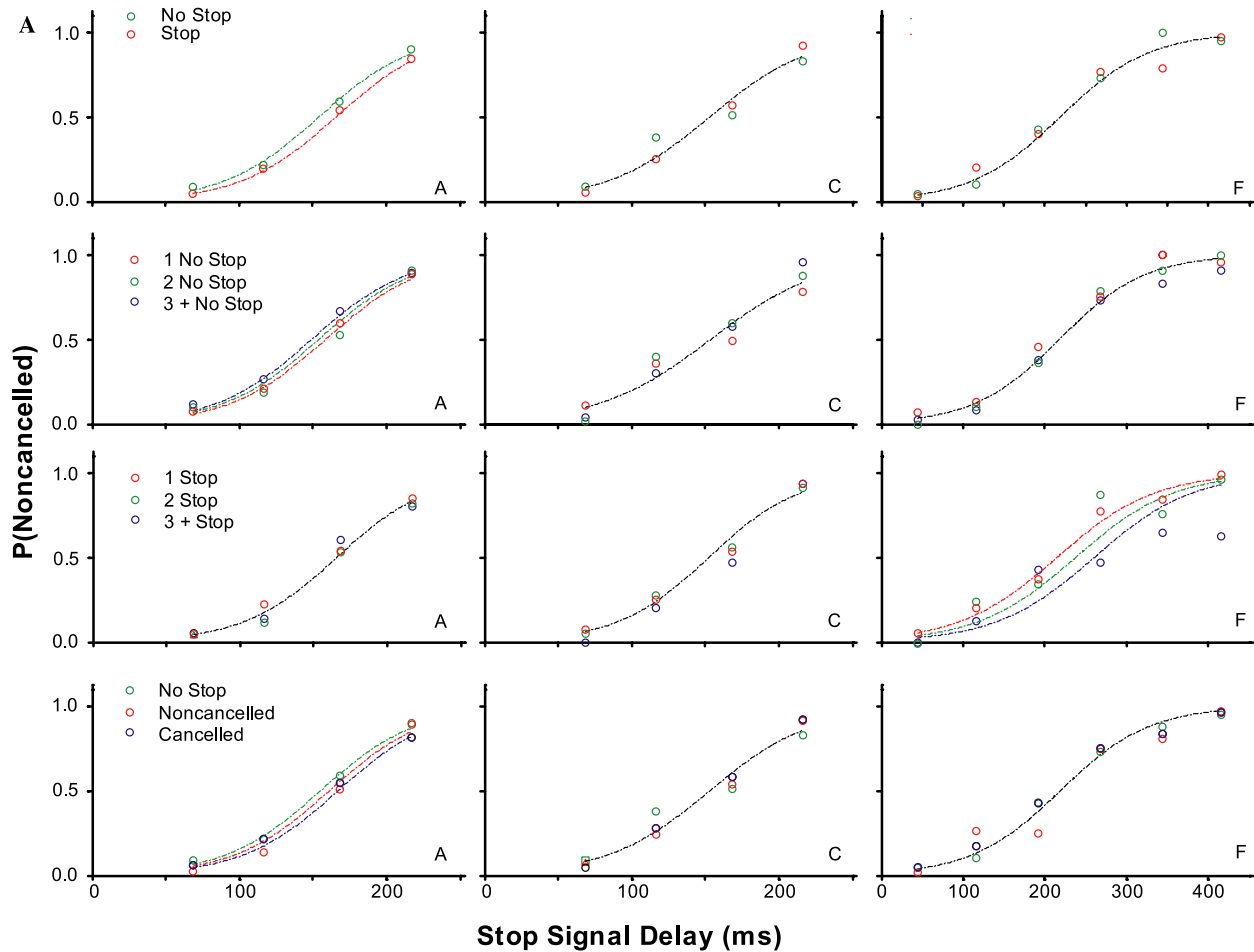 A
No Stop
Stop
1.0
0.5
0.0
A
C
F
1 No Stop
2 No Stop
3 + No Stop
1.0
0.5
0.0
A
C
F
P(Noncancelled)
1 Stop
2 Stop
3 + Stop
1.0
0.5
0.0
A
C
F
No Stop
Noncancelled
Cancelled
1.0
0.5
0.0
A
C
F
0 100 200 0 100 200 0 100 200 300 400
Stop Signal Delay (ms)